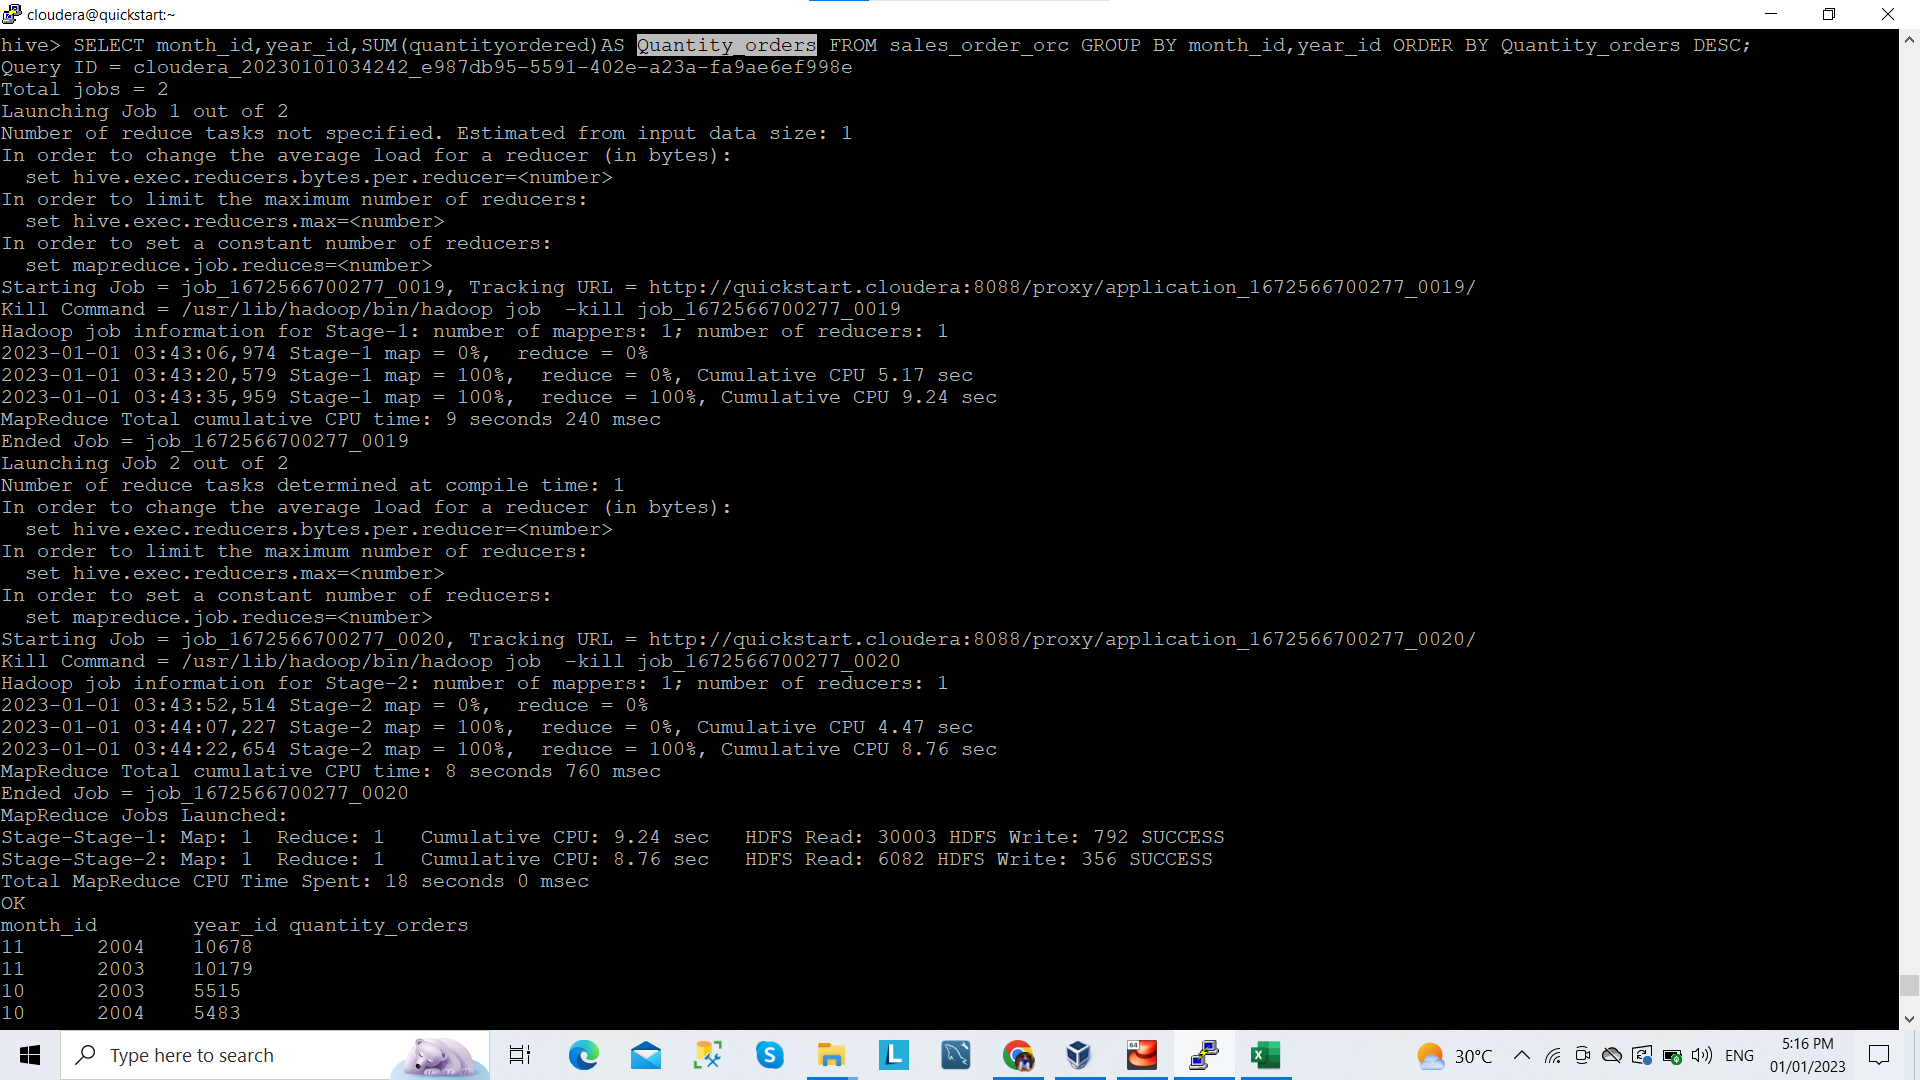 cloudera@quickstart:~
hive> SELECT month_id,year_id,SUM(quantityordered)AS Quantity_orders FROM sales_order_orc GROUP BY month_id,year_id ORDER BY Quantity_orders DESC;
Query ID = cloudera_20230101034242_e987db95-5591-402e-a23a-fa9ae6ef998e
Total jobs = 2
Launching Job 1 out of 2
Number of reduce tasks not specified. Estimated from input data size: 1
In order to change the average load for a reducer (in bytes):
  set hive.exec.reducers.bytes.per.reducer=<number>
In order to limit the maximum number of reducers:
  set hive.exec.reducers.max=<number>
In order to set a constant number of reducers:
  set mapreduce.job.reduces=<number>
Starting Job = job_1672566700277_0019, Tracking URL = http://quickstart.cloudera:8088/proxy/application_1672566700277_0019/
Kill Command = /usr/lib/hadoop/bin/hadoop job  -kill job_1672566700277_0019
Hadoop job information for Stage-1: number of mappers: 1; number of reducers: 1
2023-01-01 03:43:06,974 Stage-1 map = 0%,  reduce = 0%
2023-01-01 03:43:20,579 Stage-1 map = 100%,  reduce = 0%, Cumulative CPU 5.17 sec
2023-01-01 03:43:35,959 Stage-1 map = 100%,  reduce = 100%, Cumulative CPU 9.24 sec
MapReduce Total cumulative CPU time: 9 seconds 240 msec
Ended Job = job_1672566700277_0019
Launching Job 2 out of 2
Number of reduce tasks determined at compile time: 1
In order to change the average load for a reducer (in bytes):
  set hive.exec.reducers.bytes.per.reducer=<number>
In order to limit the maximum number of reducers:
  set hive.exec.reducers.max=<number>
In order to set a constant number of reducers:
  set mapreduce.job.reduces=<number>
Starting Job = job_1672566700277_0020, Tracking URL = http://quickstart.cloudera:8088/proxy/application_1672566700277_0020/
Kill Command = /usr/lib/hadoop/bin/hadoop job  -kill job_1672566700277_0020
Hadoop job information for Stage-2: number of mappers: 1; number of reducers: 1
2023-01-01 03:43:52,514 Stage-2 map = 0%,  reduce = 0%
2023-01-01 03:44:07,227 Stage-2 map = 100%,  reduce = 0%, Cumulative CPU 4.47 sec
2023-01-01 03:44:22,654 Stage-2 map = 100%,  reduce = 100%, Cumulative CPU 8.76 sec
MapReduce Total cumulative CPU time: 8 seconds 760 msec
Ended Job = job_1672566700277_0020
MapReduce Jobs Launched:
Stage-Stage-1: Map: 1  Reduce: 1   Cumulative CPU: 9.24 sec   HDFS Read: 30003 HDFS Write: 792 SUCCESS
Stage-Stage-2: Map: 1  Reduce: 1   Cumulative CPU: 8.76 sec   HDFS Read: 6082 HDFS Write: 356 SUCCESS
Total MapReduce CPU Time Spent: 18 seconds 0 msec
OK
month_id        year_id quantity_orders
11      2004    10678
11      2003    10179
10      2003    5515
10      2004    5483
Type here to search
L
64
30°C
ENG
5:16 PM
01/01/2023